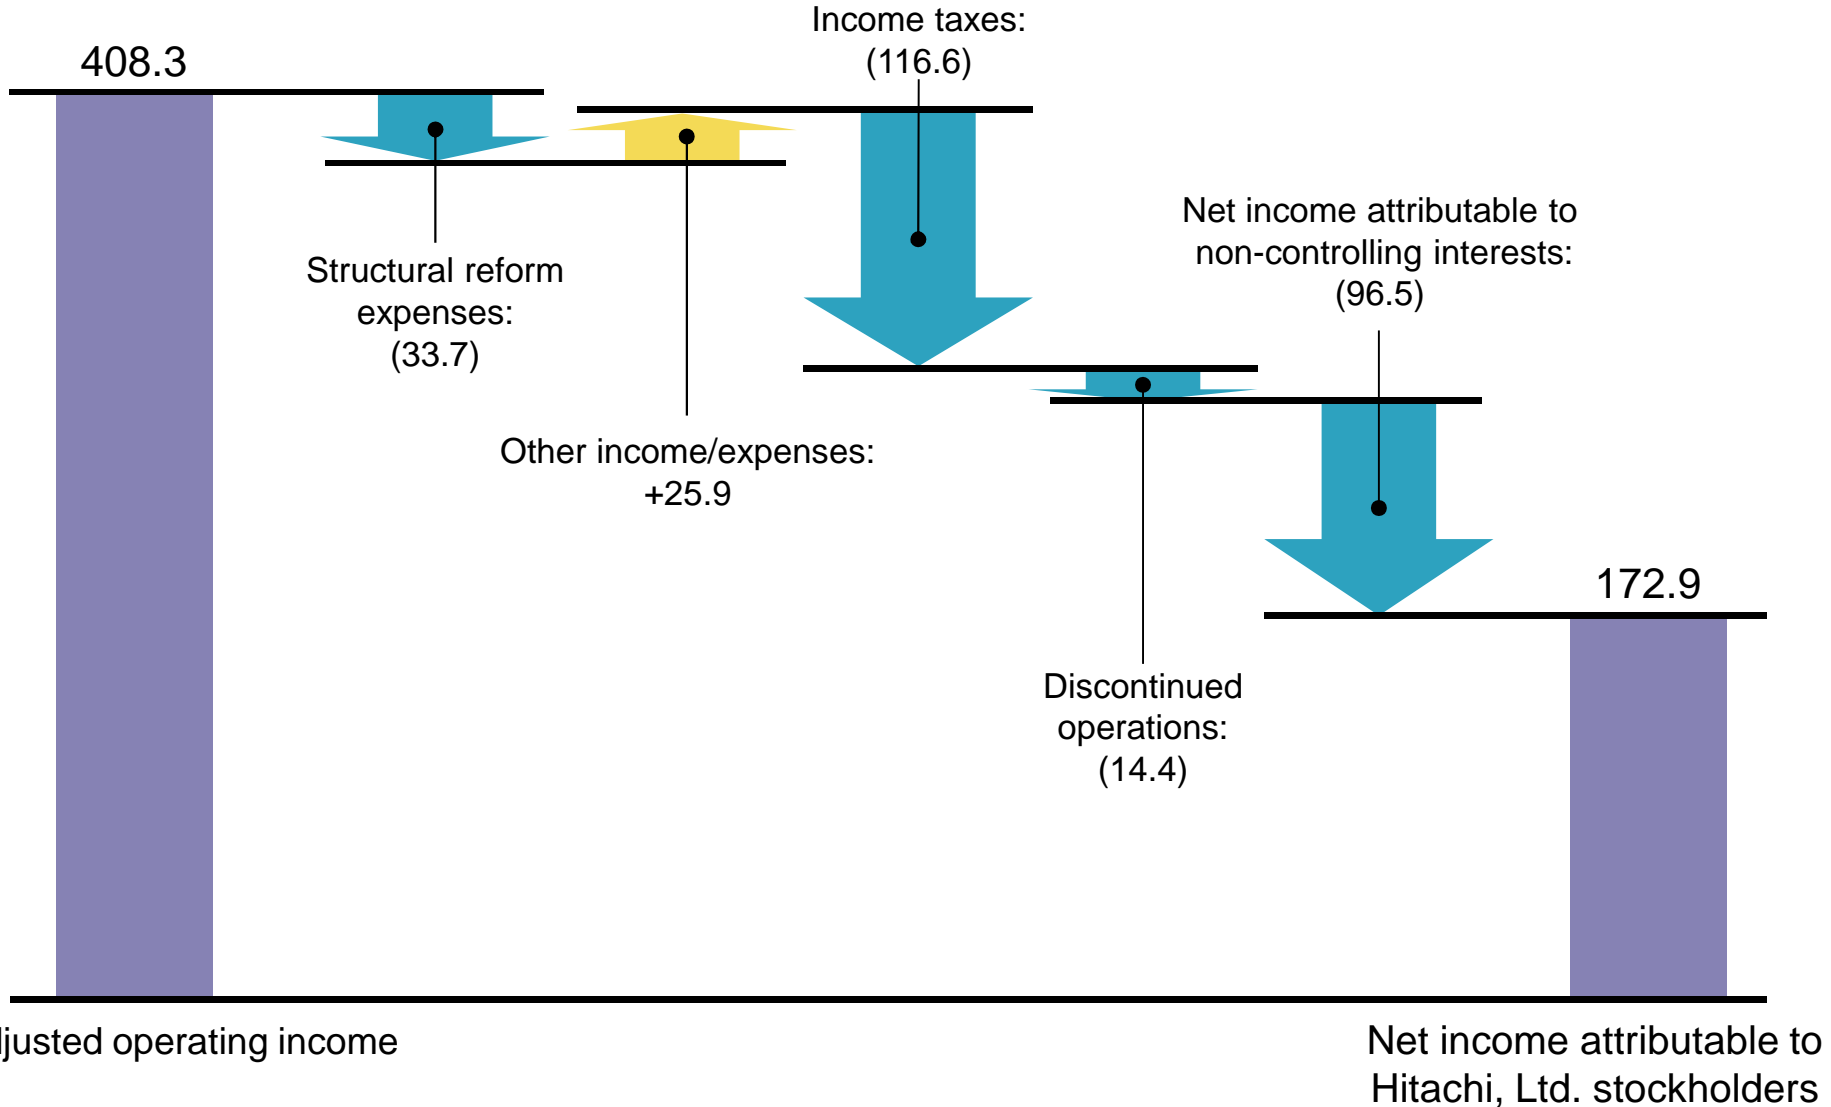 408.3
Income taxes:
(116.6)
Structural reform
expenses:
(33.7)
Other income/expenses:
+25.9
Net income attributable to
non-controlling interests:
(96.5)
Discontinued
operations:
(14.4)
172.9
justed operating income
Net income attributable to
Hitachi, Ltd. stockholders